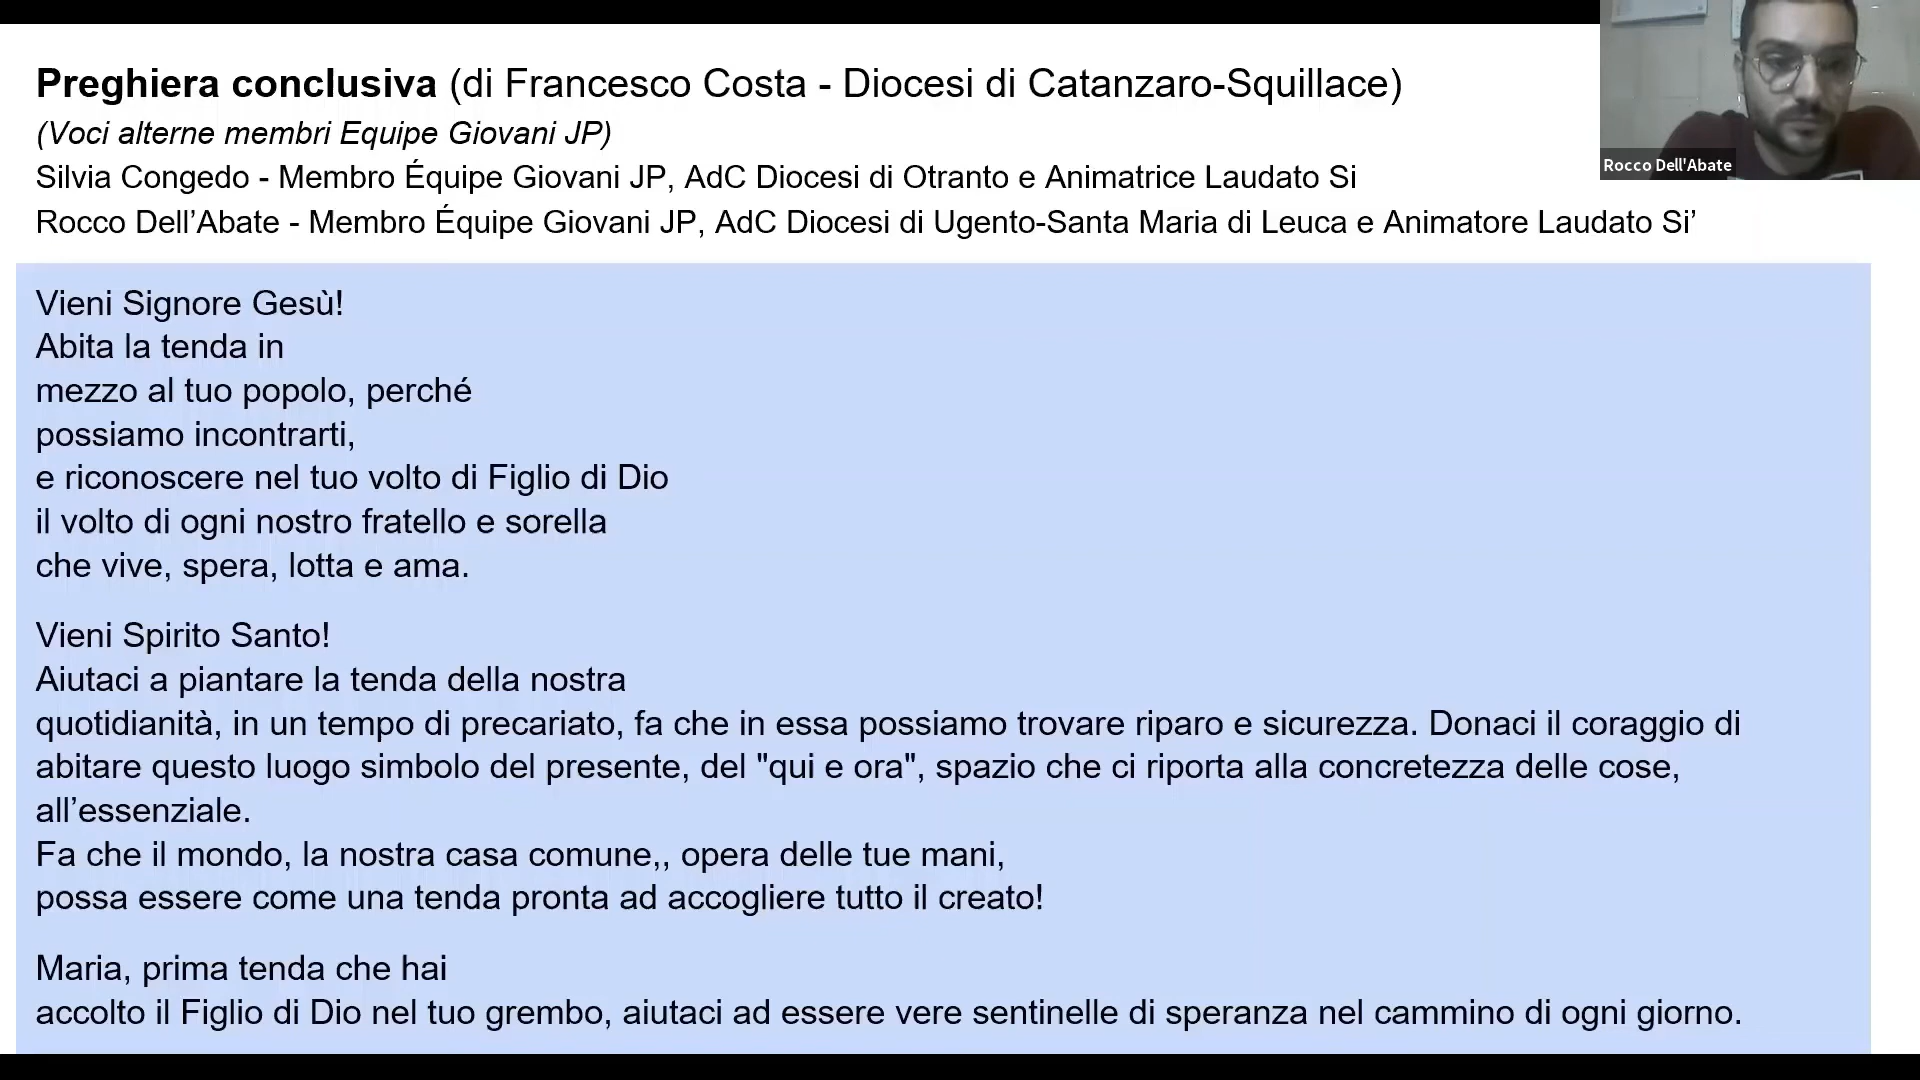 Preghiera conclusiva (di Francesco Costa - Diocesi di Catanzaro-Squillace)
(Voci alterne membri Equipe Giovani JP)
Silvia Congedo - Membro Équipe Giovani JP, AdC Diocesi di Otranto e Animatrice Laudato Si
Rocco Dell’Abate - Membro Équipe Giovani JP, AdC Diocesi di Ugento-Santa Maria di Leuca e Animatore Laudato Si’
Rocco Dell'Abate
Vieni Signore Gesù!
Abita la tenda in
mezzo al tuo popolo, perché
possiamo incontrarti,
e riconoscere nel tuo volto di Figlio di Dio
il volto di ogni nostro fratello e sorella
che vive, spera, lotta e ama.
Vieni Spirito Santo!
Aiutaci a piantare la tenda della nostra
quotidianità, in un tempo di precariato, fa che in essa possiamo trovare riparo e sicurezza. Donaci il coraggio di
abitare questo luogo simbolo del presente, del "qui e ora", spazio che ci riporta alla concretezza delle cose,
all’essenziale.
Fa che il mondo, la nostra casa comune,, opera delle tue mani,
possa essere come una tenda pronta ad accogliere tutto il creato!
Maria, prima tenda che hai
accolto il Figlio di Dio nel tuo grembo, aiutaci ad essere vere sentinelle di speranza nel cammino di ogni giorno.